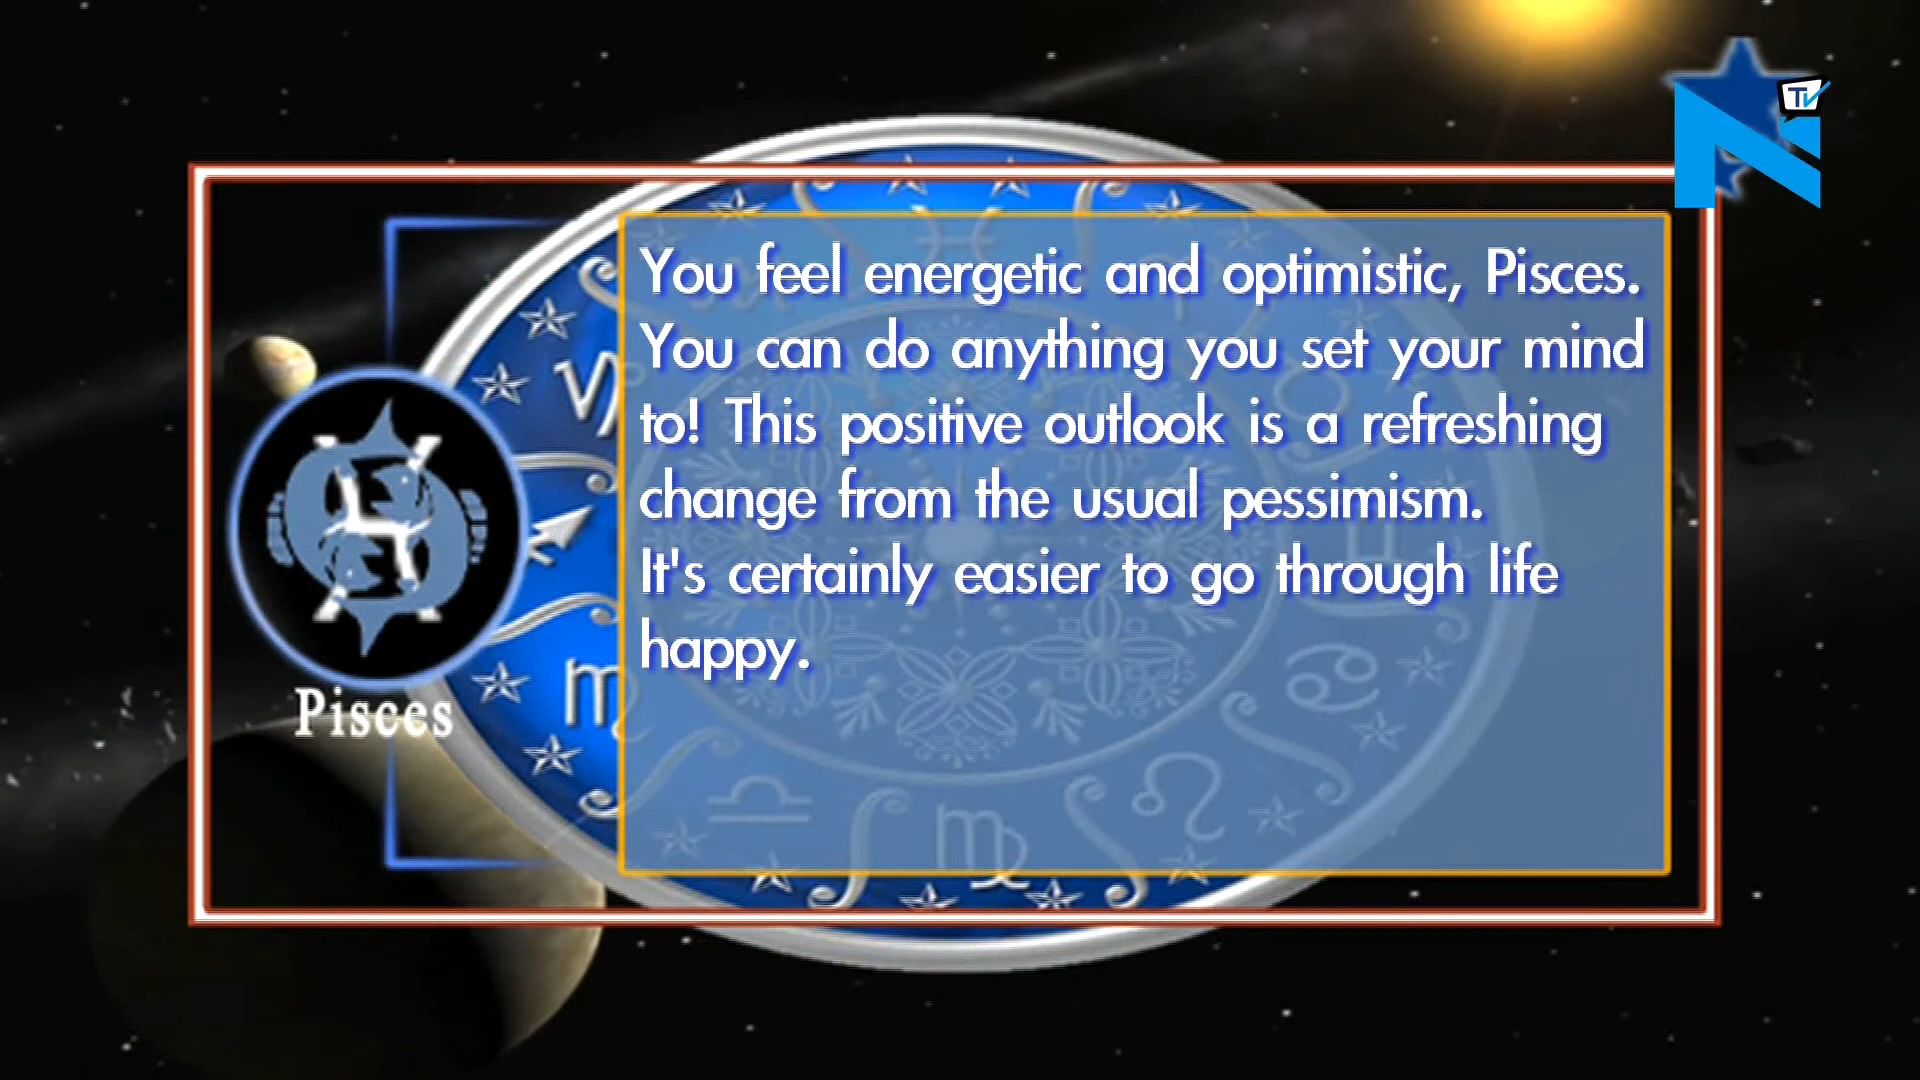 TV
You feel energetic and optimistic, Pisces.
You can do anything you set your mind
to! This positive outlook is a refreshing
change from the usual pessimism.
It's certainly easier to go through life
happy.
Pisces